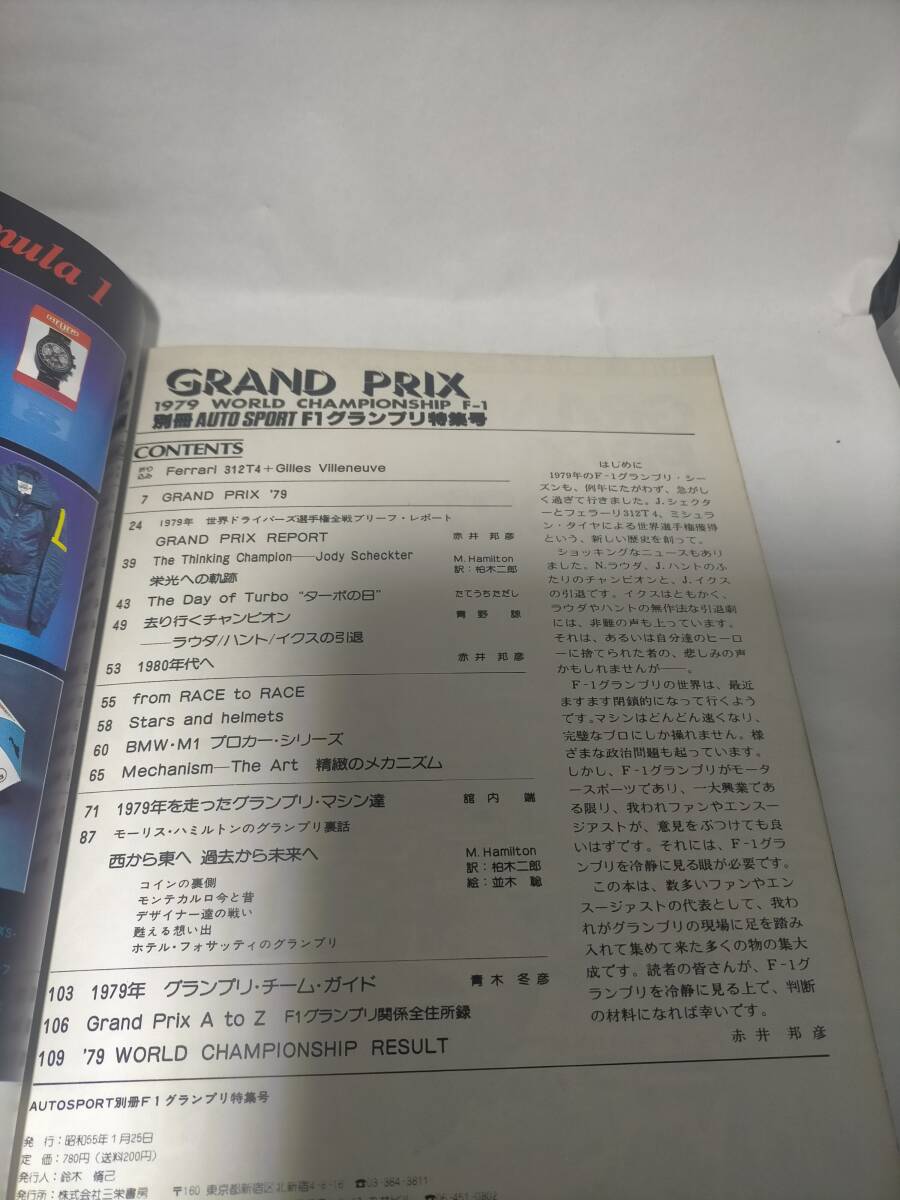 mula 1
GRAND PRIX
1979 WORLD CHAMPIONSHIP F-1
別冊 AUTO SPORT F1グランプリ特集号
CONTENTS
折り込み Ferrari 312T4+Gilles Villeneuve
7 GRAND PRIX '79
24 1979年 世界ドライバーズ選手権全戦ブリーフ・レポート
GRAND PRIX REPORT 赤井邦彦
39 The Thinking Champion──Jody Scheckter M. Hamilton
栄光への軌跡 訳:柏木二郎
43 The Day of Turbo “ターボの日” たてうちただし
49 去り行くチャンピオン 青野 諒
──ラウダ/ハント/イクスの引退
53 1980年代へ 赤井邦彦
55 from RACE to RACE
58 Stars and helmets
60 BMW・M1 プロカー・シリーズ
65 Mechanism─The Art 精緻のメカニズム
71 1979年を走ったグランプリ・マシン達 舘内 端
87 モーリス・ハミルトンのグランプリ裏話
西から東へ 過去から未来へ M. Hamilton
訳:柏木二郎
絵:並木 聡
コインの裏側
モンテカルロ今と昔
デザイナー達の戦い
甦える想い出
ホテル・フォサッティのグランプリ
103 1979年 グランプリ・チーム・ガイド 青木冬彦
106 Grand Prix A to Z F1グランプリ関係全住所録
109 '79 WORLD CHAMPIONSHIP RESULT
はじめに
1979年のF-1グランプリ・シー
ズンも、例年にたがわず、急がし
く過ぎて行きました。J.シェクタ
ーとフェラーリ312T4、ミシュラ
ン・タイヤによる世界選手権獲得
という、新しい歴史を創って。
ショッキングなニュースもあり
ました。N.ラウダ、J.ハントのふ
たりのチャンピオンと、J.イクス
の引退です。イクスはともかく、
ラウダやハントの無作法な引退劇
には、非難の声も上っています。
それは、あるいは自分達のヒーロ
ーに捨てられた者の、悲しみの声
かもしれませんが──。
F-1グランプリの世界は、最近
ますます閉鎖的になって行くよう
です。マシンはどんどん速くなり、
完璧なプロにしか操れません。様
ざまな政治問題も起っています。
しかし、F-1グランプリがモータ
ースポーツであり、一大興業であ
る限り、我われファンやエンスー
ジアストが、意見をぶつけても良
いはずです。それには、F-1グラ
ンプリを冷静に見る眼が必要です。
この本は、数多いファンやエン
スージァストの代表として、我わ
れがグランプリの現場に足を踏み
入れて集めて来た多くの物の集大
成です。読者の皆さんが、F-1グ
ランプリを冷静に見る上で、判断
の材料になれば幸いです。
赤井邦彦
AUTOSPORT別冊F1グランプリ特集号
発 行:昭和55年1月25日
定 価:780円(送料200円)
発行人:鈴木 脩己
発行所:株式会社三栄書房 〒160 東京都新宿区北新宿4-8-16 ☎03-364-3811
☎06-451-0802